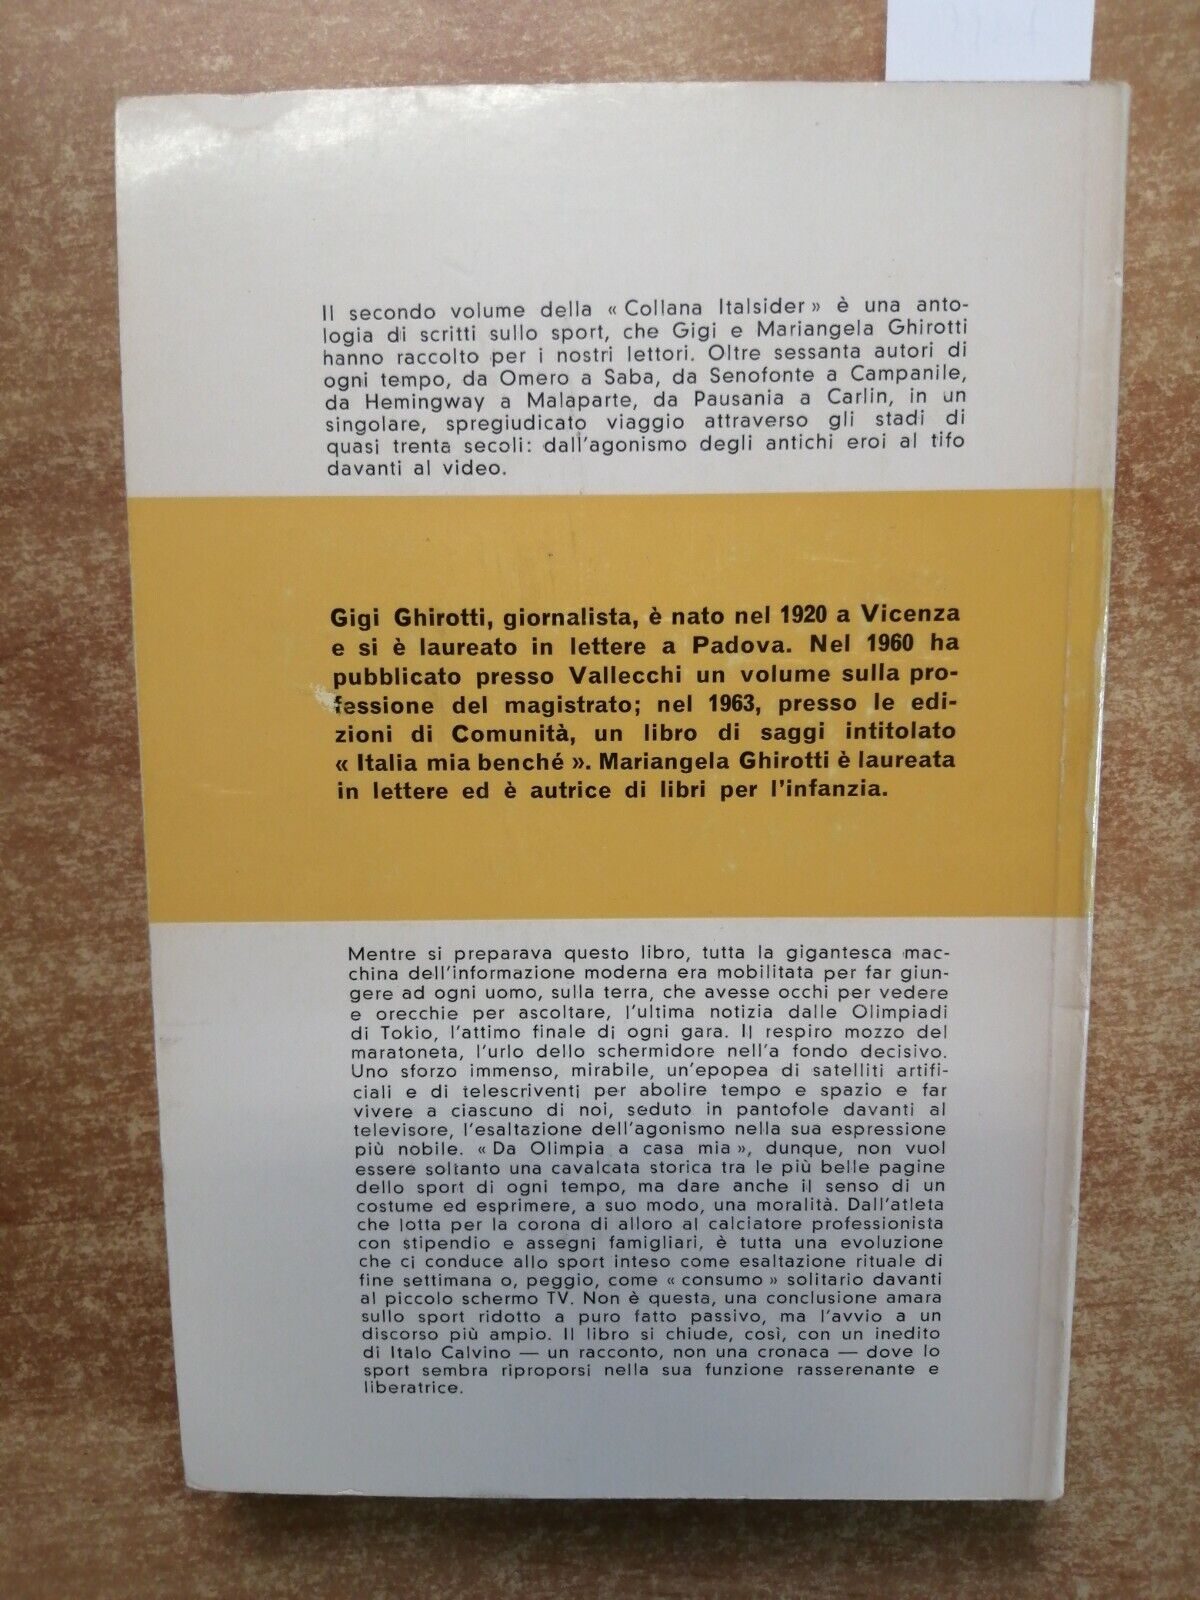 Il secondo volume della « Collana Italsider » è una anto-
logia di scritti sullo sport, che Gigi e Mariangela Ghirotti
hanno raccolto per i nostri lettori. Oltre sessanta autori di
ogni tempo, da Omero a Saba, da Senofonte a Campanile,
da Hemingway a Malaparte, da Pausania a Carlin, in un
singolare, spregiudicato viaggio attraverso gli stadi di
quasi trenta secoli: dall'agonismo degli antichi eroi al tifo
davanti al video.
Gigi Ghirotti, giornalista, è nato nel 1920 a Vicenza
e si è laureato in lettere a Padova. Nel 1960 ha
pubblicato presso Vallecchi un volume sulla pro-
fessione del magistrato; nel 1963, presso le edi-
zioni di Comunità, un libro di saggi intitolato
« Italia mia benché ». Mariangela Ghirotti è laureata
in lettere ed è autrice di libri per l'infanzia.
Mentre si preparava questo libro, tutta la gigantesca mac-
china dell'informazione moderna era mobilitata per far giun-
gere ad ogni uomo, sulla terra, che avesse occhi per vedere
e orecchie per ascoltare, l'ultima notizia dalle Olimpiadi
di Tokio, l'attimo finale di ogni gara. Il respiro mozzo del
maratoneta, l'urlo dello schermidore nell'a fondo decisivo.
Uno sforzo immenso, mirabile, un'epopea di satelliti artifi-
ciali e di telescriventi per abolire tempo e spazio e far
vivere a ciascuno di noi, seduto in pantofole davanti al
televisore, l'esaltazione dell'agonismo nella sua espressione
più nobile. « Da Olimpia a casa mia », dunque, non vuol
essere soltanto una cavalcata storica tra le più belle pagine
dello sport di ogni tempo, ma dare anche il senso di un
costume ed esprimere, a suo modo, una moralità. Dall'atleta
che lotta per la corona di alloro al calciatore professionista
con stipendio e assegni famigliari, è tutta una evoluzione
che ci conduce allo sport inteso come esaltazione rituale di
fine settimana o, peggio, come « consumo » solitario davanti
al piccolo schermo TV. Non è questa, una conclusione amara
sullo sport ridotto a puro fatto passivo, ma l'avvio a un
discorso più ampio. Il libro si chiude, così, con un inedito
di Italo Calvino — un racconto, non una cronaca — dove lo
sport sembra riproporsi nella sua funzione rasserenante e
liberatrice.